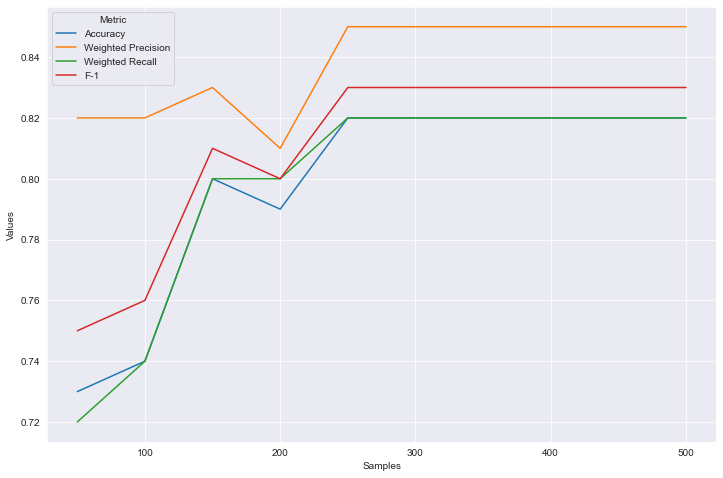 Metric
Accuracy
Weighted Precision
Weighted Recall
F-1
0.84
0.82
0.80
0.78
0.76
0.74
0.72
Values
100
200
300
400
500
Samples